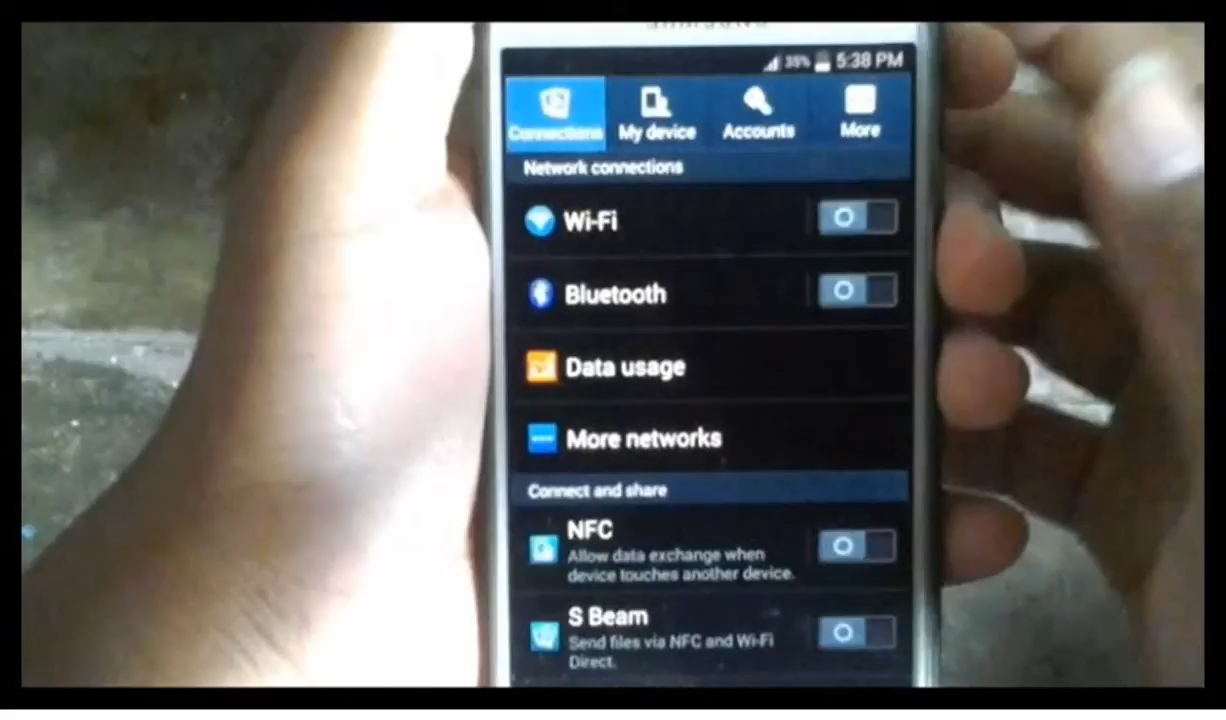 35% 5:38 PM
Connections My device Accounts More
Network connections
Wi-Fi
Bluetooth
Data usage
More networks
Connect and share
NFC
Allow data exchange when
device touches another device.
S Beam
Send files via NFC and Wi-Fi
Direct.